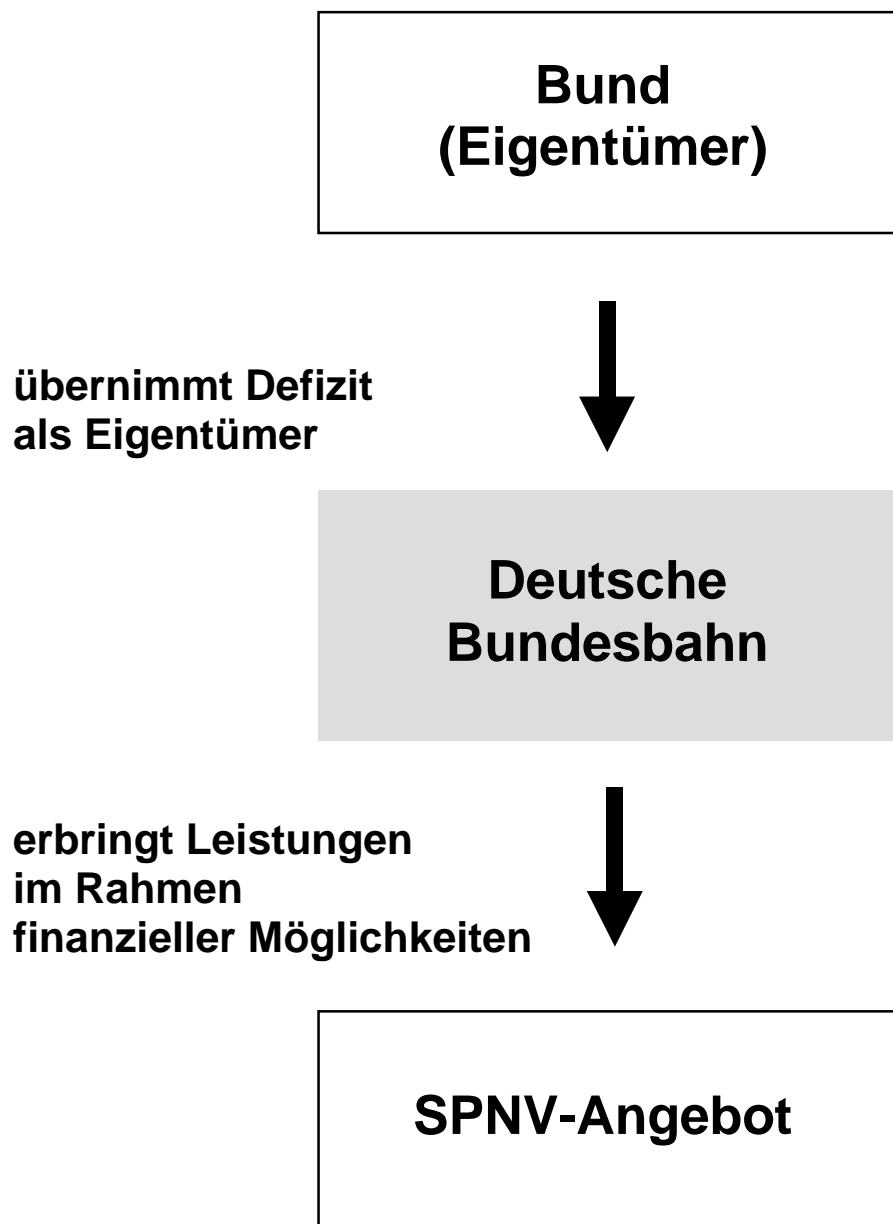 Bund
(Eigentümer)
übernimmt Defizit
als Eigentümer
Deutsche
Bundesbahn
erbringt Leistungen
im Rahmen
finanzieller Möglichkeiten
SPNV-Angebot